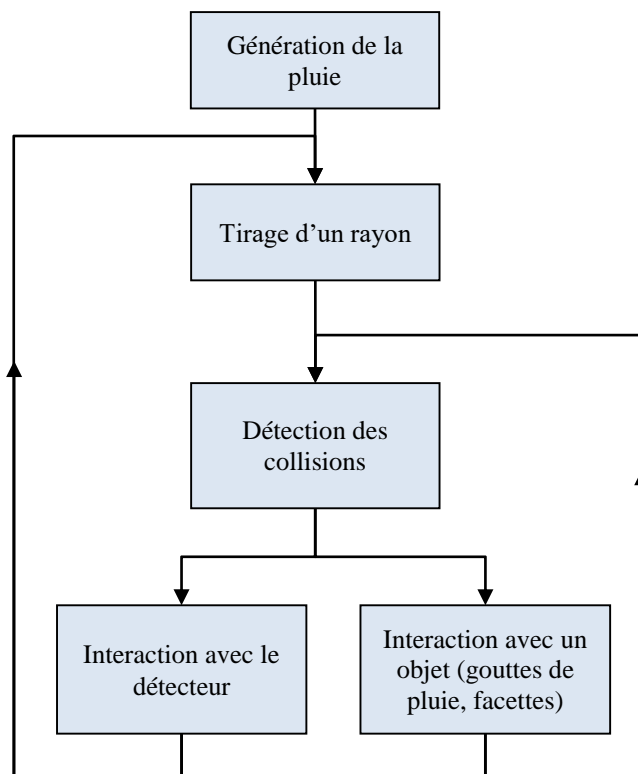 Génération de la
pluie
Tirage d'un rayon
Détection des
collisions
Interaction avec le
détecteur
Interaction avec un
objet (gouttes de
pluie, facettes)